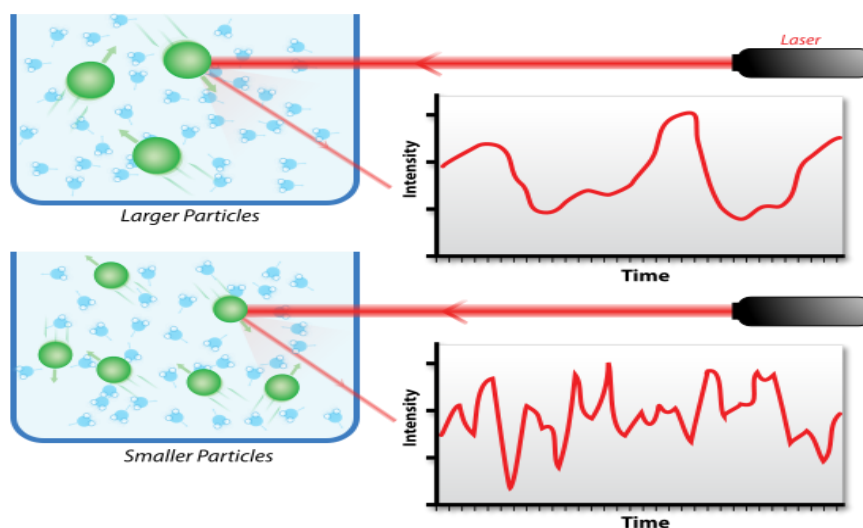 Laser
Intensity
Time
Larger Particles
Intensity
Time
Smaller Particles